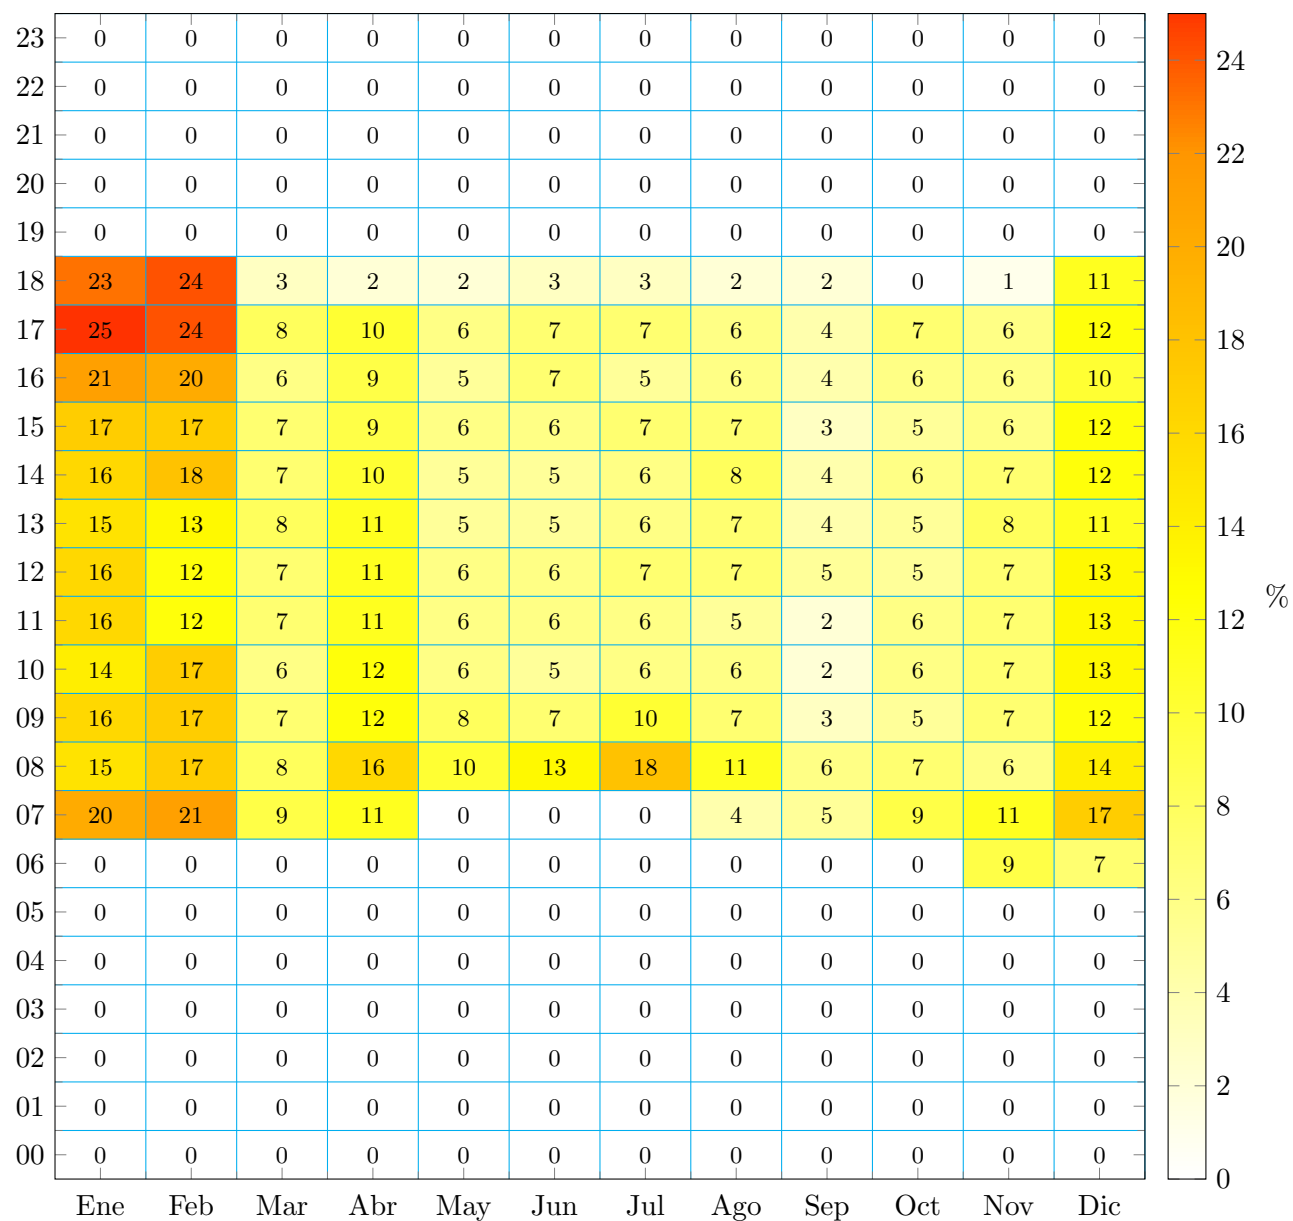 23 0 0 0 0 0 0 0 0 0 0 0 0
24
22 0 0 0 0 0 0 0 0 0 0 0 0
22
21 0 0 0 0 0 0 0 0 0 0 0 0
20 0 0 0 0 0 0 0 0 0 0 0 0
20
19 0 0 0 0 0 0 0 0 0 0 0 0
18 23 24 3 2 2 3 3 2 2 0 1 11
18
17 25 24 8 10 6 7 7 6 4 7 6 12
16 21 20 6 9 5 7 5 6 4 6 6 10
16
15 17 17 7 9 6 6 7 7 3 5 6 12
14 16 18 7 10 5 5 6 8 4 6 7 12
14
13 15 13 8 11 5 5 6 7 4 5 8 11
12 16 12 7 11 6 6 7 7 5 5 7 13
%
11 16 12 7 11 6 6 6 5 2 6 7 13
12
10 14 17 6 12 6 5 6 6 2 6 7 13
10
09 16 17 7 12 8 7 10 7 3 5 7 12
08 15 17 8 16 10 13 18 11 6 7 6 14
8
07 20 21 9 11 0 0 0 4 5 9 11 17
06 0 0 0 0 0 0 0 0 0 0 9 7
6
05 0 0 0 0 0 0 0 0 0 0 0 0
04 0 0 0 0 0 0 0 0 0 0 0 0
4
03 0 0 0 0 0 0 0 0 0 0 0 0
02 0 0 0 0 0 0 0 0 0 0 0 0
2
01 0 0 0 0 0 0 0 0 0 0 0 0
00 0 0 0 0 0 0 0 0 0 0 0 0
0
Ene Feb Mar Abr May Jun Jul Ago Sep Oct Nov Dic